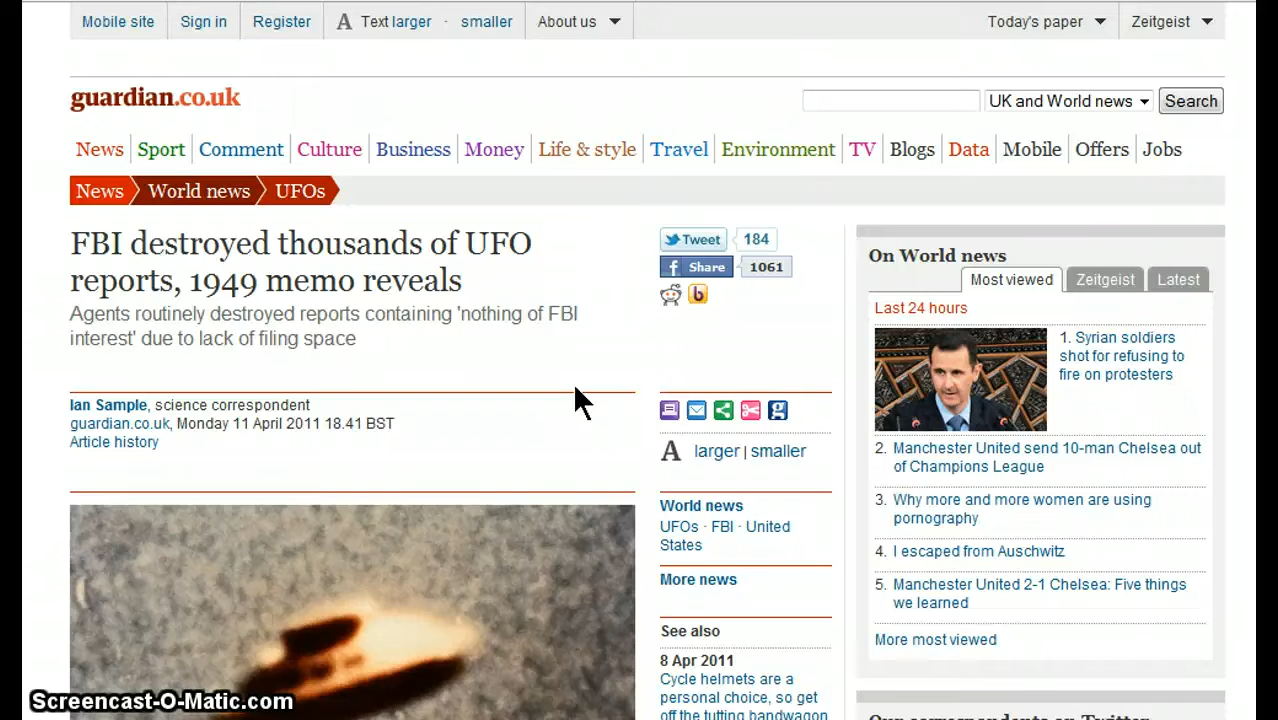 Mobile site
Sign in
Register
A Text larger · smaller
About us
Today's paper
Zeitgeist
guardian.co.uk
UK and World news
Search
News
Sport
Comment
Culture
Business
Money
Life & style
Travel
Environment
TV
Blogs
Data
Mobile
Offers
Jobs
News
World news
UFOs
FBI destroyed thousands of UFO
reports, 1949 memo reveals
Agents routinely destroyed reports containing 'nothing of FBI
interest' due to lack of filing space
Ian Sample, science correspondent
guardian.co.uk, Monday 11 April 2011 18.41 BST
Article history
Tweet 184
f Share 1061
b
g
A larger | smaller
World news
UFOs · FBI · United
States
More news
See also
8 Apr 2011
Cycle helmets are a
personal choice, so get
off the tutting bandwagon
On World news
Most viewed
Zeitgeist
Latest
Last 24 hours
1. Syrian soldiers
shot for refusing to
fire on protesters
2. Manchester United send 10-man Chelsea out
of Champions League
3. Why more and more women are using
pornography
4. I escaped from Auschwitz
5. Manchester United 2-1 Chelsea: Five things
we learned
More most viewed
Our correspondents on Twitter
Screencast-O-Matic.com